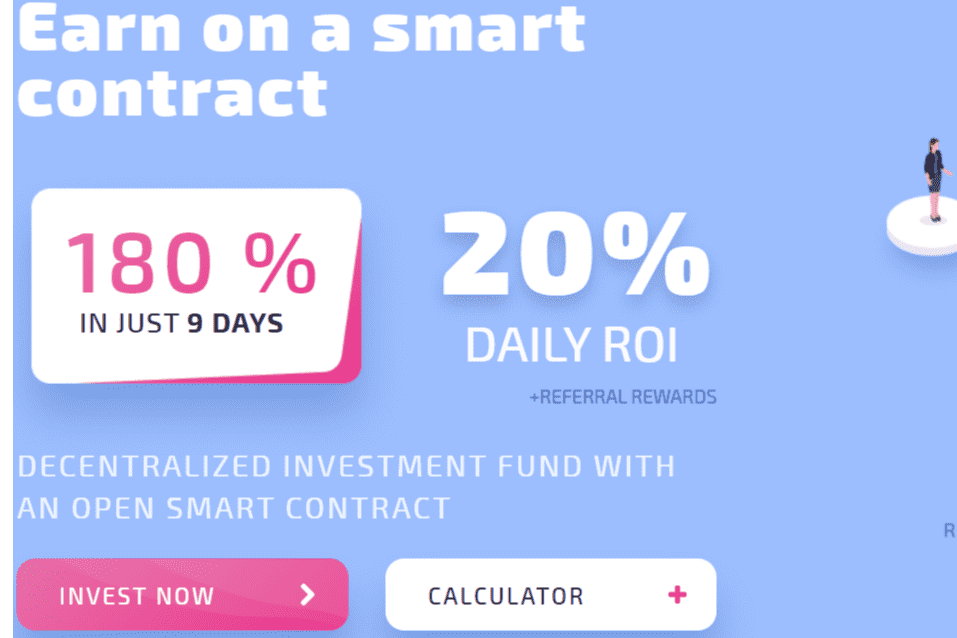 Earn on a smart
contract
180 %
IN JUST 9 DAYS
20%
DAILY ROI
+REFERRAL REWARDS
DECENTRALIZED INVESTMENT FUND WITH
AN OPEN SMART CONTRACT
INVEST NOW
CALCULATOR +